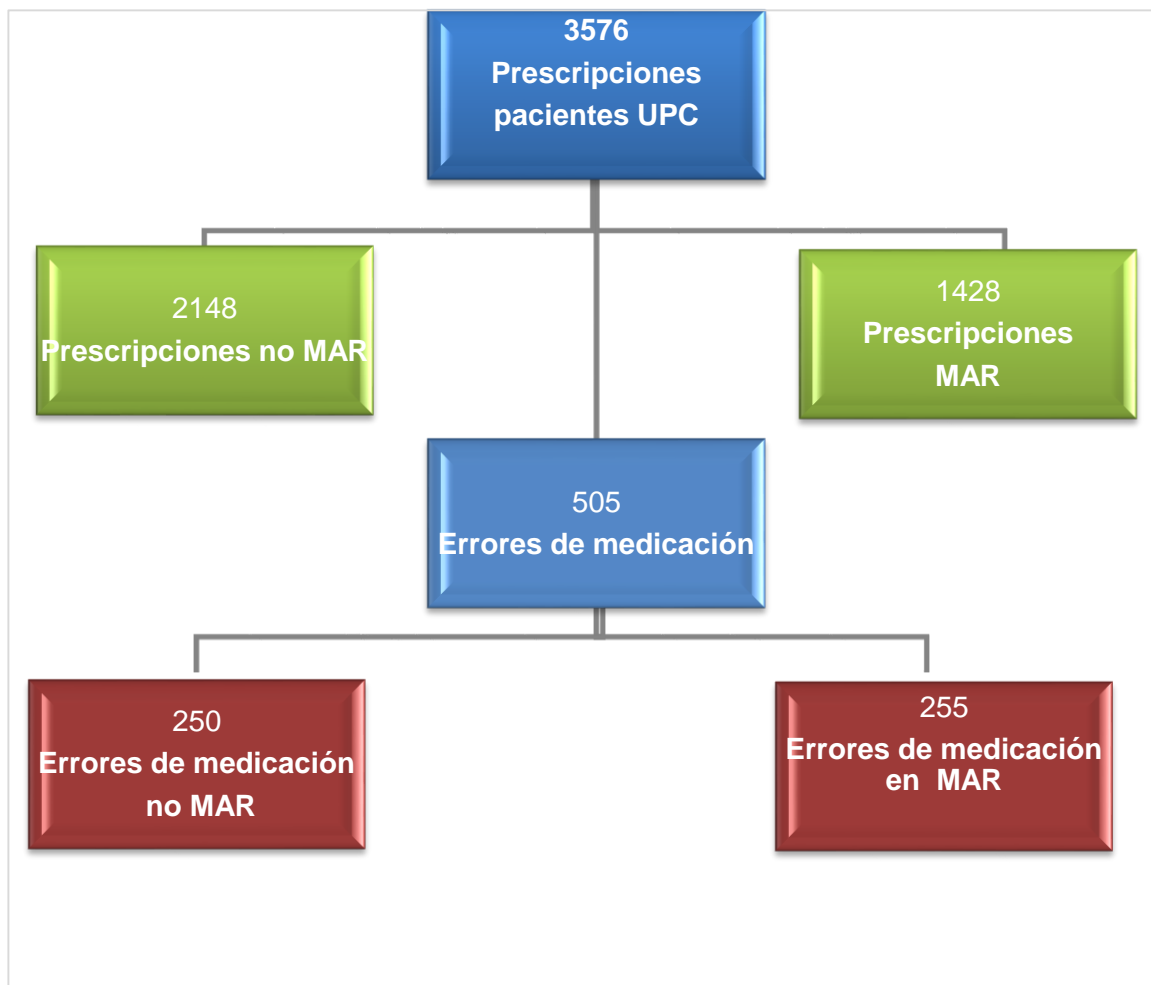 3576
Prescripciones
pacientes UPC
2148
Prescripciones no MAR
1428
Prescripciones
MAR
505
Errores de medicación
250
Errores de medicación
no MAR
255
Errores de medicación
en MAR